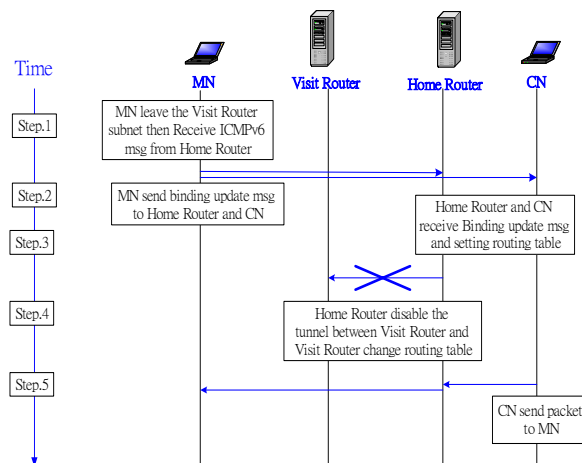 Time
MN
Visit Router
Home Router
CN
Step.1
MN leave the Visit Router
subnet then Receive ICMPv6
msg from Home Router
Step.2
MN send binding update msg
to Home Router and CN
Home Router and CN
receive Binding update msg
and setting routing table
Step.3
Step.4
Home Router disable the
tunnel between Visit Router and
Visit Router change routing table
Step.5
CN send packet
to MN